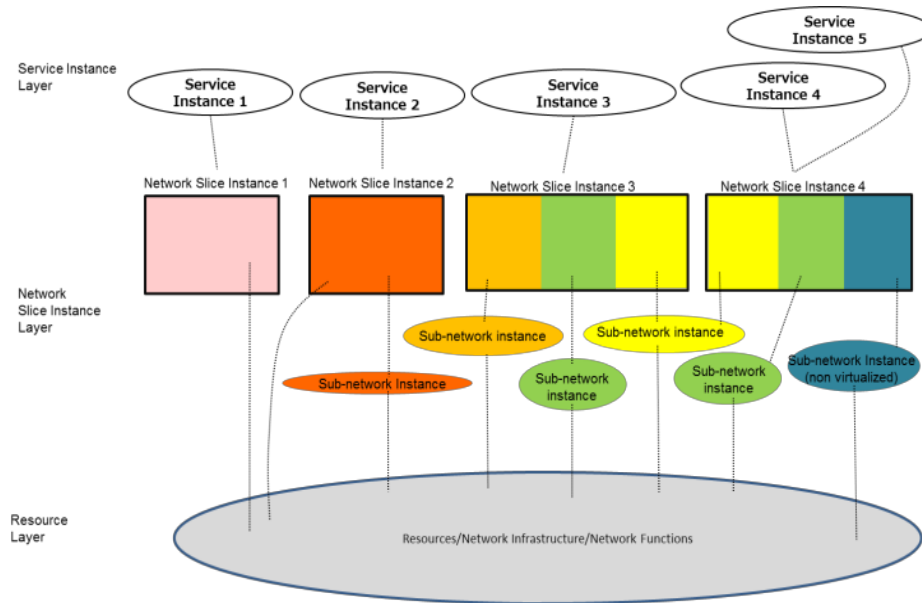 Service
Instance 5
Service Instance
Layer
Service
Instance 1
Service
Instance 2
Service
Instance 3
Service
Instance 4
Network Slice Instance 1
Network Slice Instance 2
Network Slice Instance 3
Network Slice Instance 4
Network
Slice Instance
Layer
Sub-network instance
Sub-network instance
Sub-network Instance
Sub-network
instance
Sub-network
instance
Sub-network Instance
(non virtualized)
Resource
Layer
Resources/Network Infrastructure/Network Functions